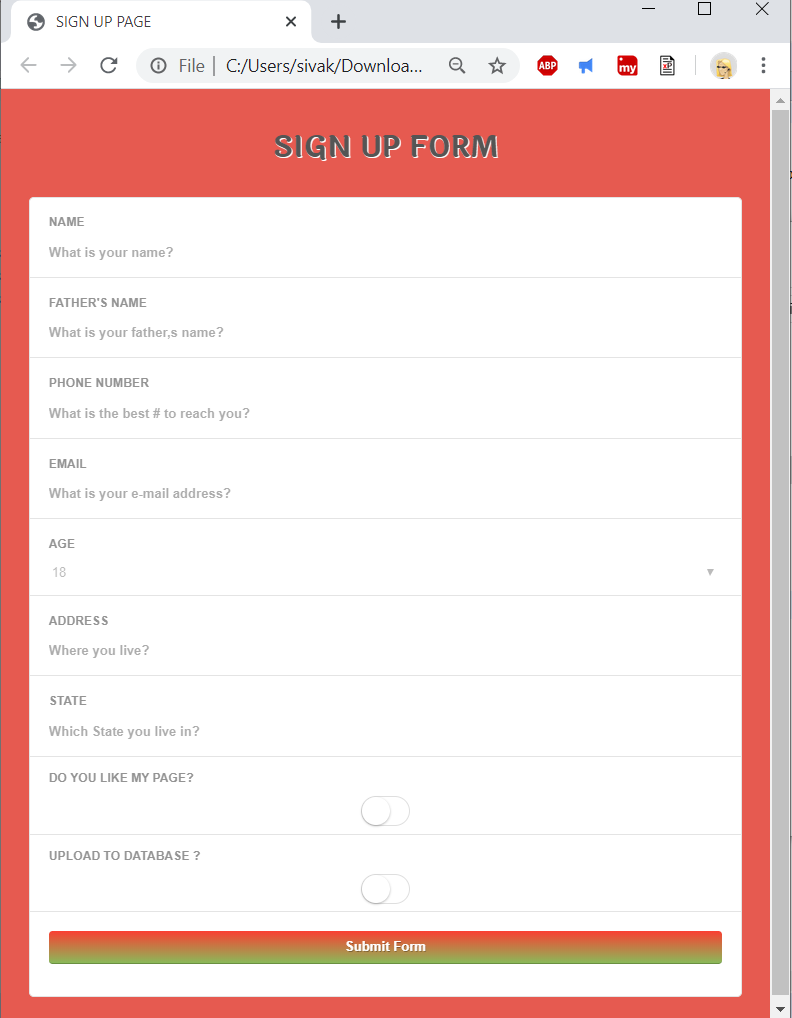 SIGN UP PAGE
File | C:/Users/sivak/Downloa...
ABP
my
XP
SIGN UP FORM
NAME
What is your name?
FATHER'S NAME
What is your father,s name?
PHONE NUMBER
What is the best # to reach you?
EMAIL
What is your e-mail address?
AGE
18
ADDRESS
Where you live?
STATE
Which State you live in?
DO YOU LIKE MY PAGE?
UPLOAD TO DATABASE ?
Submit Form